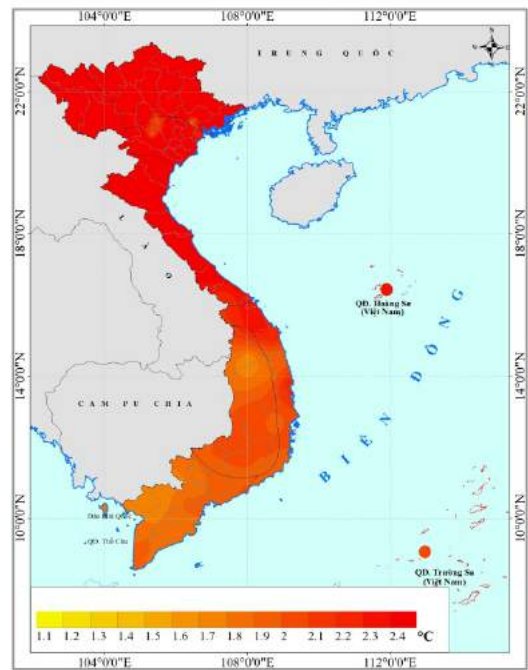 104°0'0"N 108°0'0"N 112°0'0"N
TRUNG QUỐC
N
22°0'0"N 22°0'0"N
18°0'0"N 18°0'0"N
LÀO
QĐ. Hoàng Sa
(Việt Nam)
BIỂN ĐÔNG
14°0'0"N 14°0'0"N
CAM PU CHIA
10°0'0"N 10°0'0"N
QĐ. Thổ Chu
QĐ. Trường Sa
(Việt Nam)
1.1 1.2 1.3 1.4 1.5 1.6 1.7 1.8 1.9 2 2.1 2.2 2.3 2.4 °C
104°0'0"N 108°0'0"N 112°0'0"N